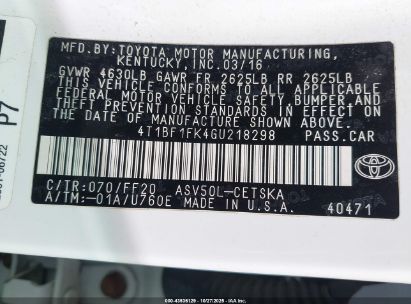 MFD.BY:TOYOTA MOTOR MANUFACTURING,
KENTUCKY,INC.03/16
GVWR 4630LB GAWR FR 2625LB RR 2625LB
THIS VEHICLE CONFORMS TO ALL APPLICABLE
FEDERAL MOTOR VEHICLE SAFETY,BUMPER,AND
THEFT PREVENTION STANDARDS IN EFFECT ON
THE DATE OF MANUFACTURE SHOWN ABOVE.
4T1BF1FK4GU218298 PASS.CAR
C/TR:070/FF20 ASV50L-CETSKA
A/TM:-01A/U760E MADE IN U.S.A. 40471
P7